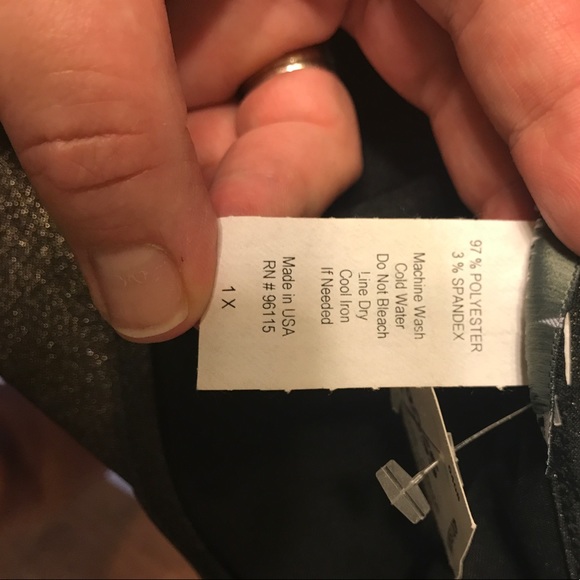 97 % POLYESTER
3 % SPANDEX
Machine Wash
Cold Water
Do Not Bleach
Line Dry
Cool Iron
If Needed
Made in USA
RN # 96115
1 X